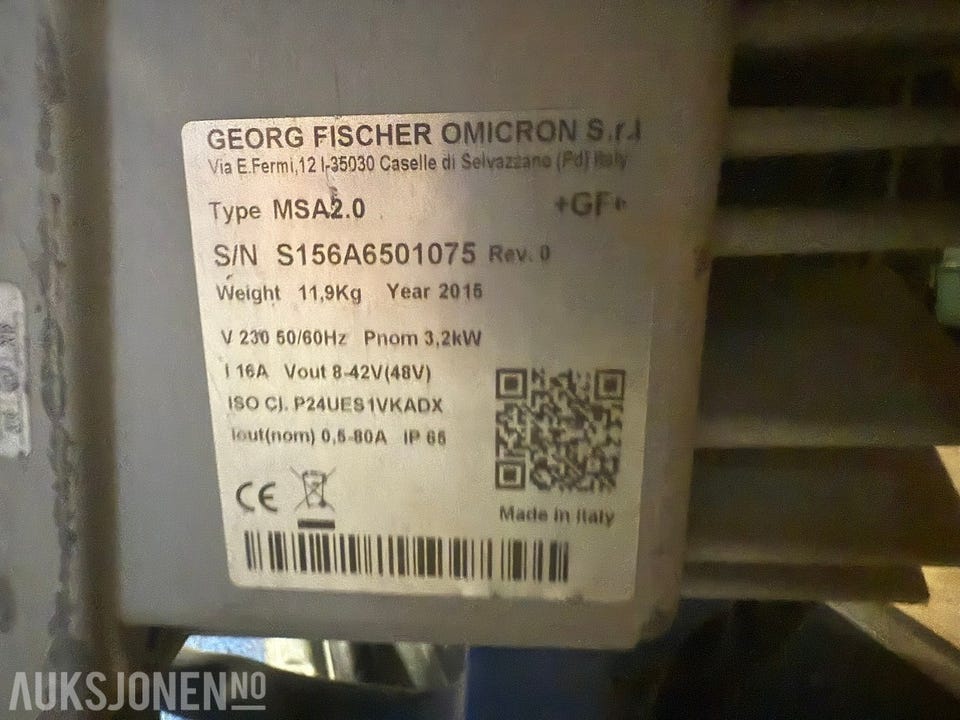 GEORG FISCHER OMICRON S.r.l
Via E.Fermi,12 I-35030 Caselle di Selvazzano (Pd) Italy
Type MSA2.0 +GF+
S/N S156A6501075 Rev. 0
Weight 11,9Kg Year 2015
V 230 50/60Hz Pnom 3,2kW
I 16A Vout 8-42V(48V)
ISO Cl. P24UES1VKADX
Iout(nom) 0,5-80A IP 65
CE
Made in Italy
AUKSJONEN NO